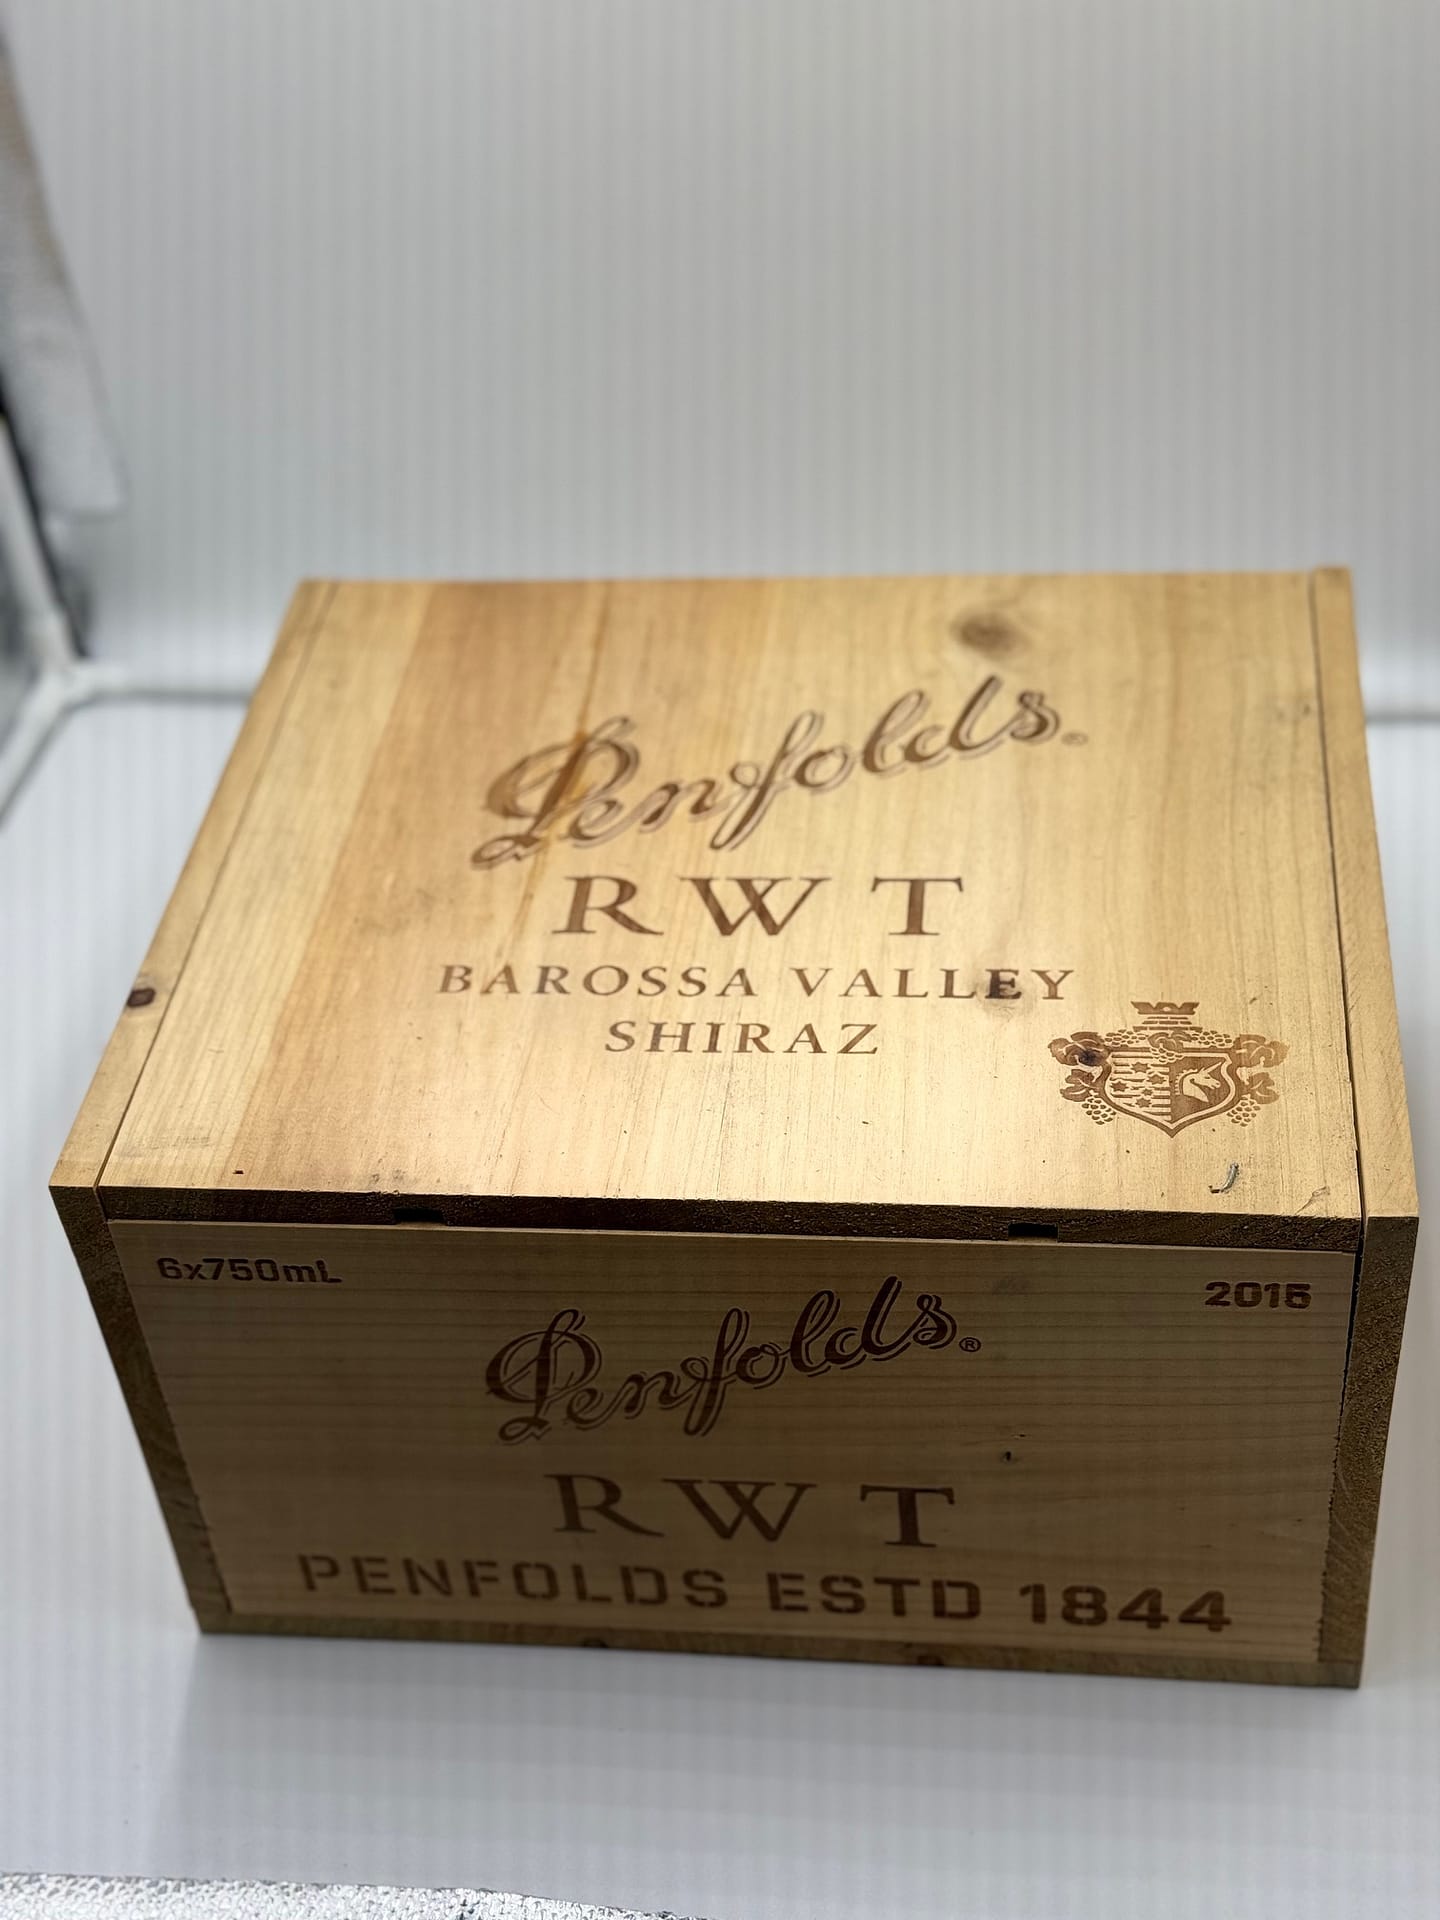 Penfolds®
RWT
BAROSSA VALLEY
SHIRAZ
6x750mL
2015
Penfolds®
RWT
PENFOLDS ESTD 1844